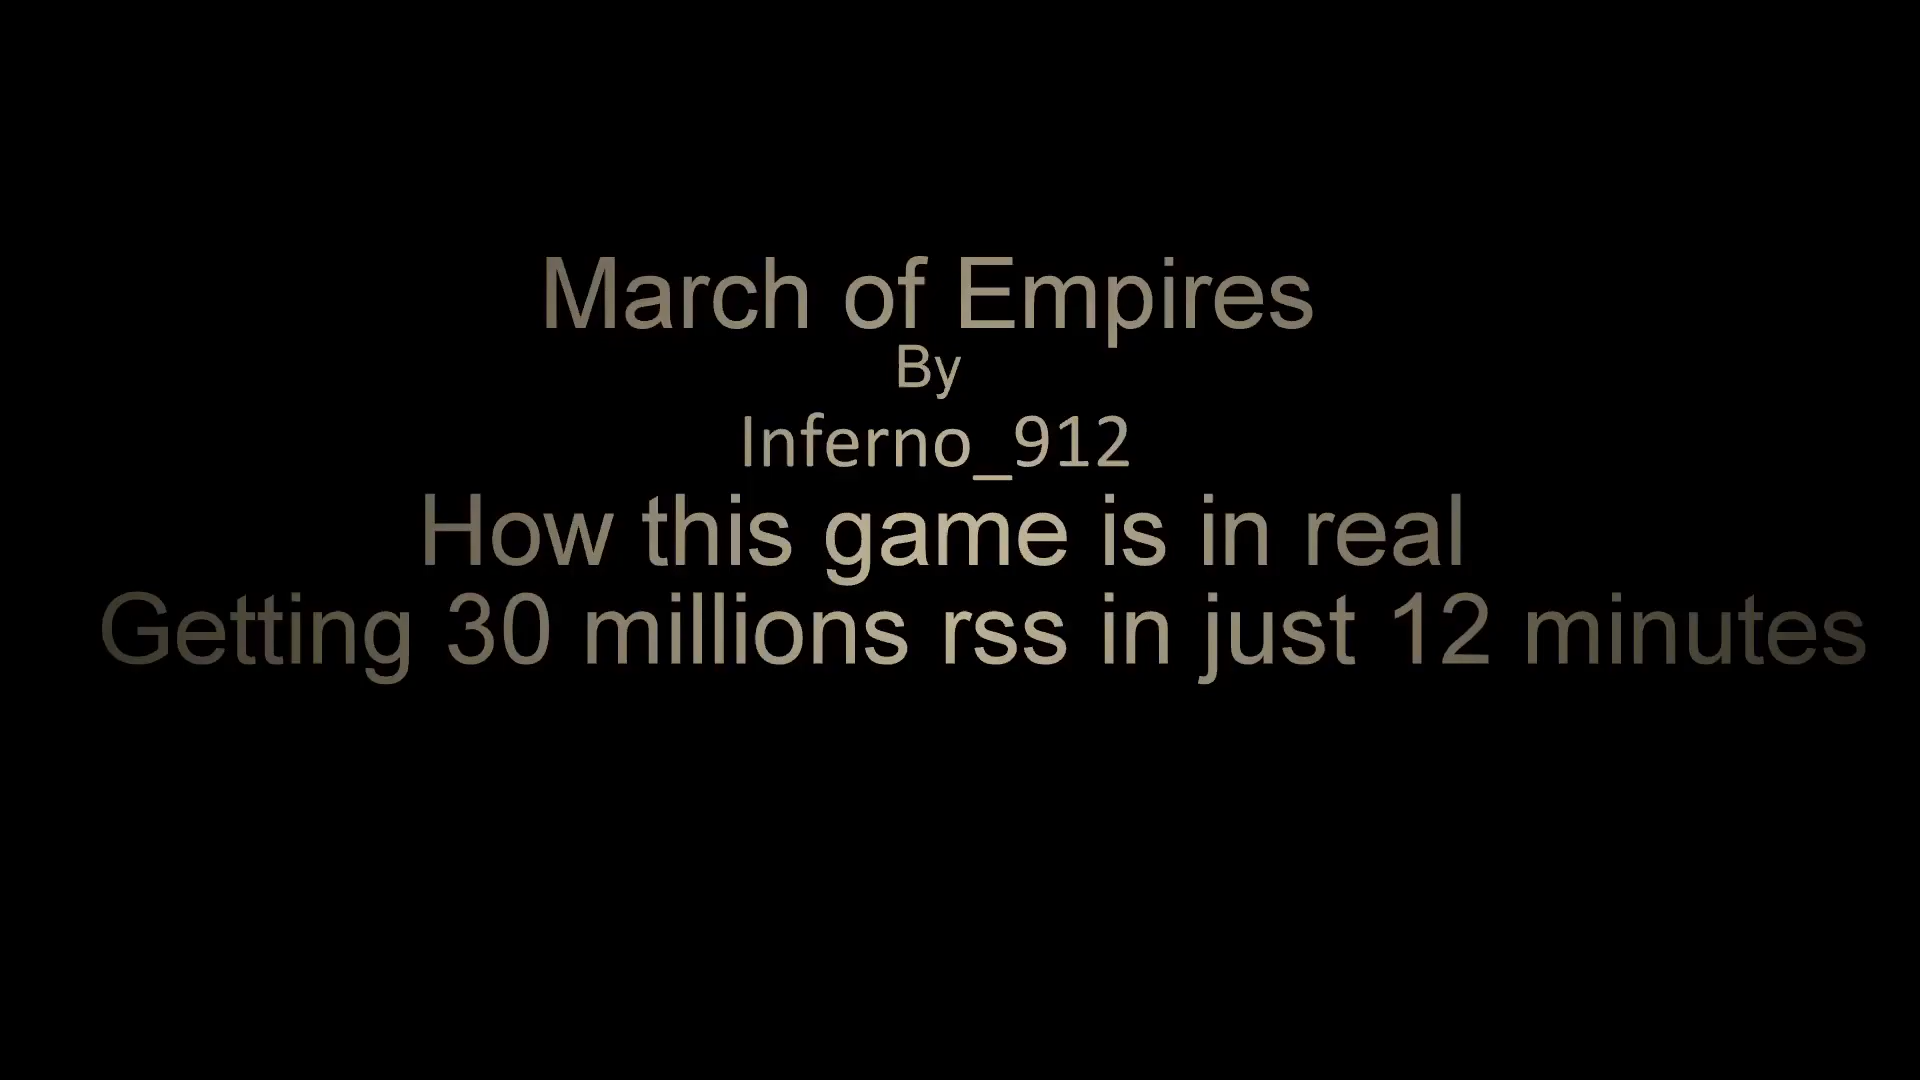 March of Empires
By
Inferno_912
How this game is in real
Getting 30 millions rss in just 12 minutes